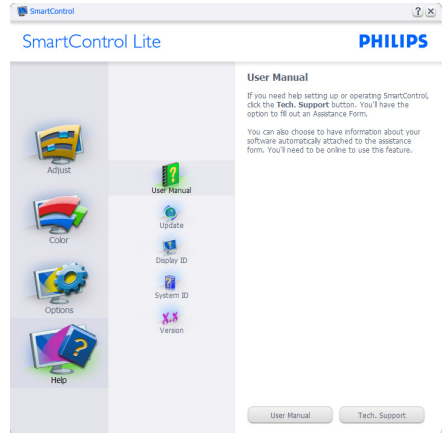 SmartControl
SmartControl Lite
PHILIPS
Adjust
Color
Options
Help
User Manual
Update
Display ID
System ID
X.X
Version
User Manual
If you need help setting up or operating SmartControl,
click the Tech. Support button. You'll have the
option to fill out an Assistance Form.
You can also choose to have information about your
software automatically attached to the assistance
form. You'll need to be online to use this feature.
User Manual
Tech. Support